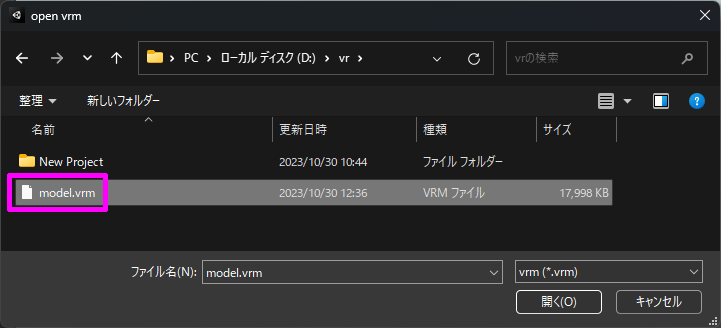 open vrm
PC › ローカル ディスク (D:) › vr ›
vrの検索
整理 新しいフォルダー
名前 更新日時 種類 サイズ
New Project 2023/10/30 10:44 ファイル フォルダー
model.vrm 2023/10/30 12:36 VRM ファイル 17,998 KB
ファイル名(N): model.vrm vrm (*.vrm)
開く(O) キャンセル